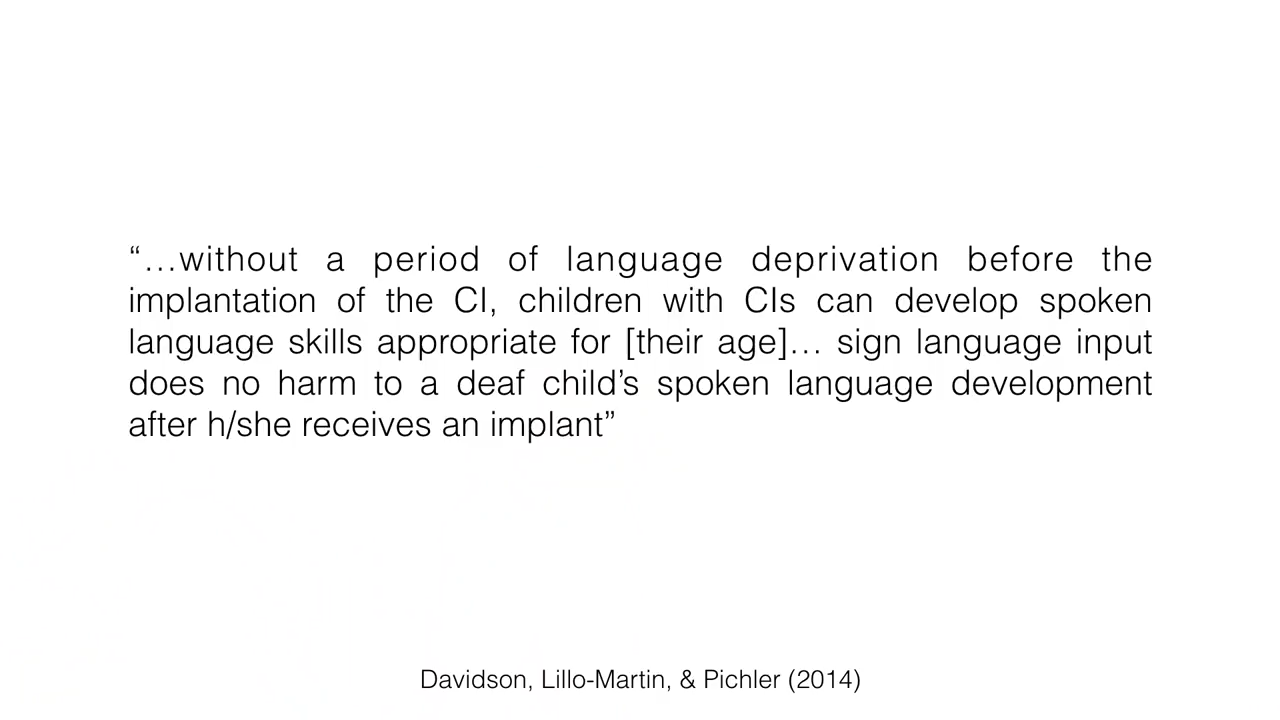 “…without a period of language deprivation before the
implantation of the CI, children with CIs can develop spoken
language skills appropriate for [their age]… sign language input
does no harm to a deaf child’s spoken language development
after h/she receives an implant”
Davidson, Lillo-Martin, & Pichler (2014)